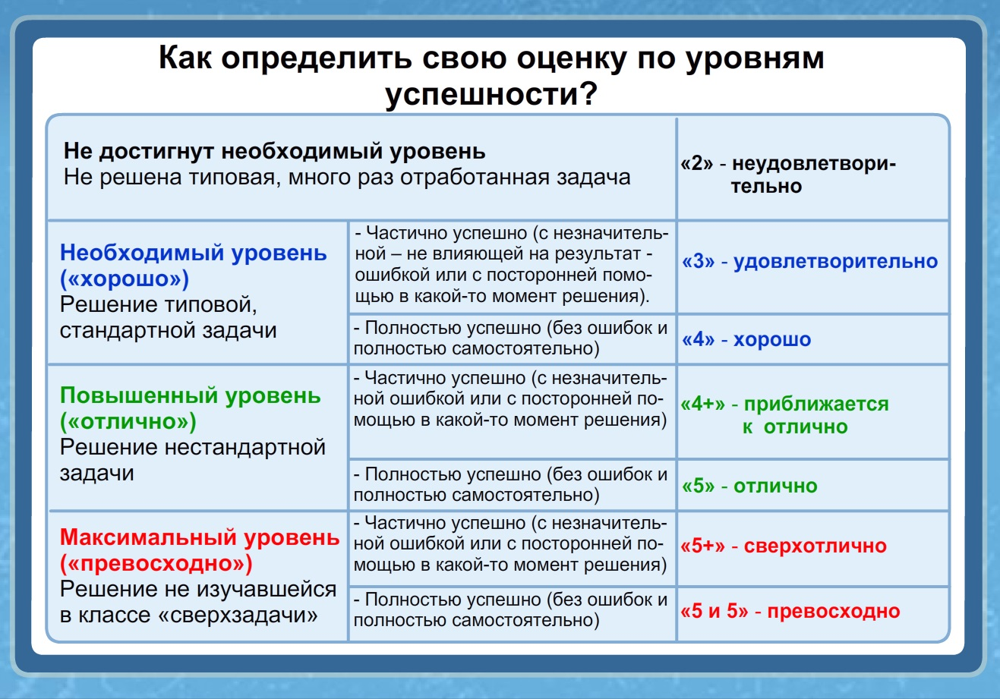 Как определить свою оценку по уровням
успешности?
Не достигнут необходимый уровень
Не решена типовая, много раз отработанная задача
«2» - неудовлетвори-
тельно
Необходимый уровень
(«хорошо»)
Решение типовой,
стандартной задачи
- Частично успешно (с незначитель-
ной – не влияющей на результат -
ошибкой или с посторонней помо-
щью в какой-то момент решения).
«3» - удовлетворительно
- Полностью успешно (без ошибок и
полностью самостоятельно)
«4» - хорошо
Повышенный уровень
(«отлично»)
Решение нестандартной
задачи
- Частично успешно (с незначитель-
ной ошибкой или с посторонней по-
мощью в какой-то момент решения)
«4+» - приближается
к отлично
- Полностью успешно (без ошибок и
полностью самостоятельно)
«5» - отлично
Максимальный уровень
(«превосходно»)
Решение не изучавшейся
в классе «сверхзадачи»
- Частично успешно (с незначитель-
ной ошибкой или с посторонней по-
мощью в какой-то момент решения)
«5+» - сверхотлично
- Полностью успешно (без ошибок и
полностью самостоятельно)
«5 и 5» - превосходно